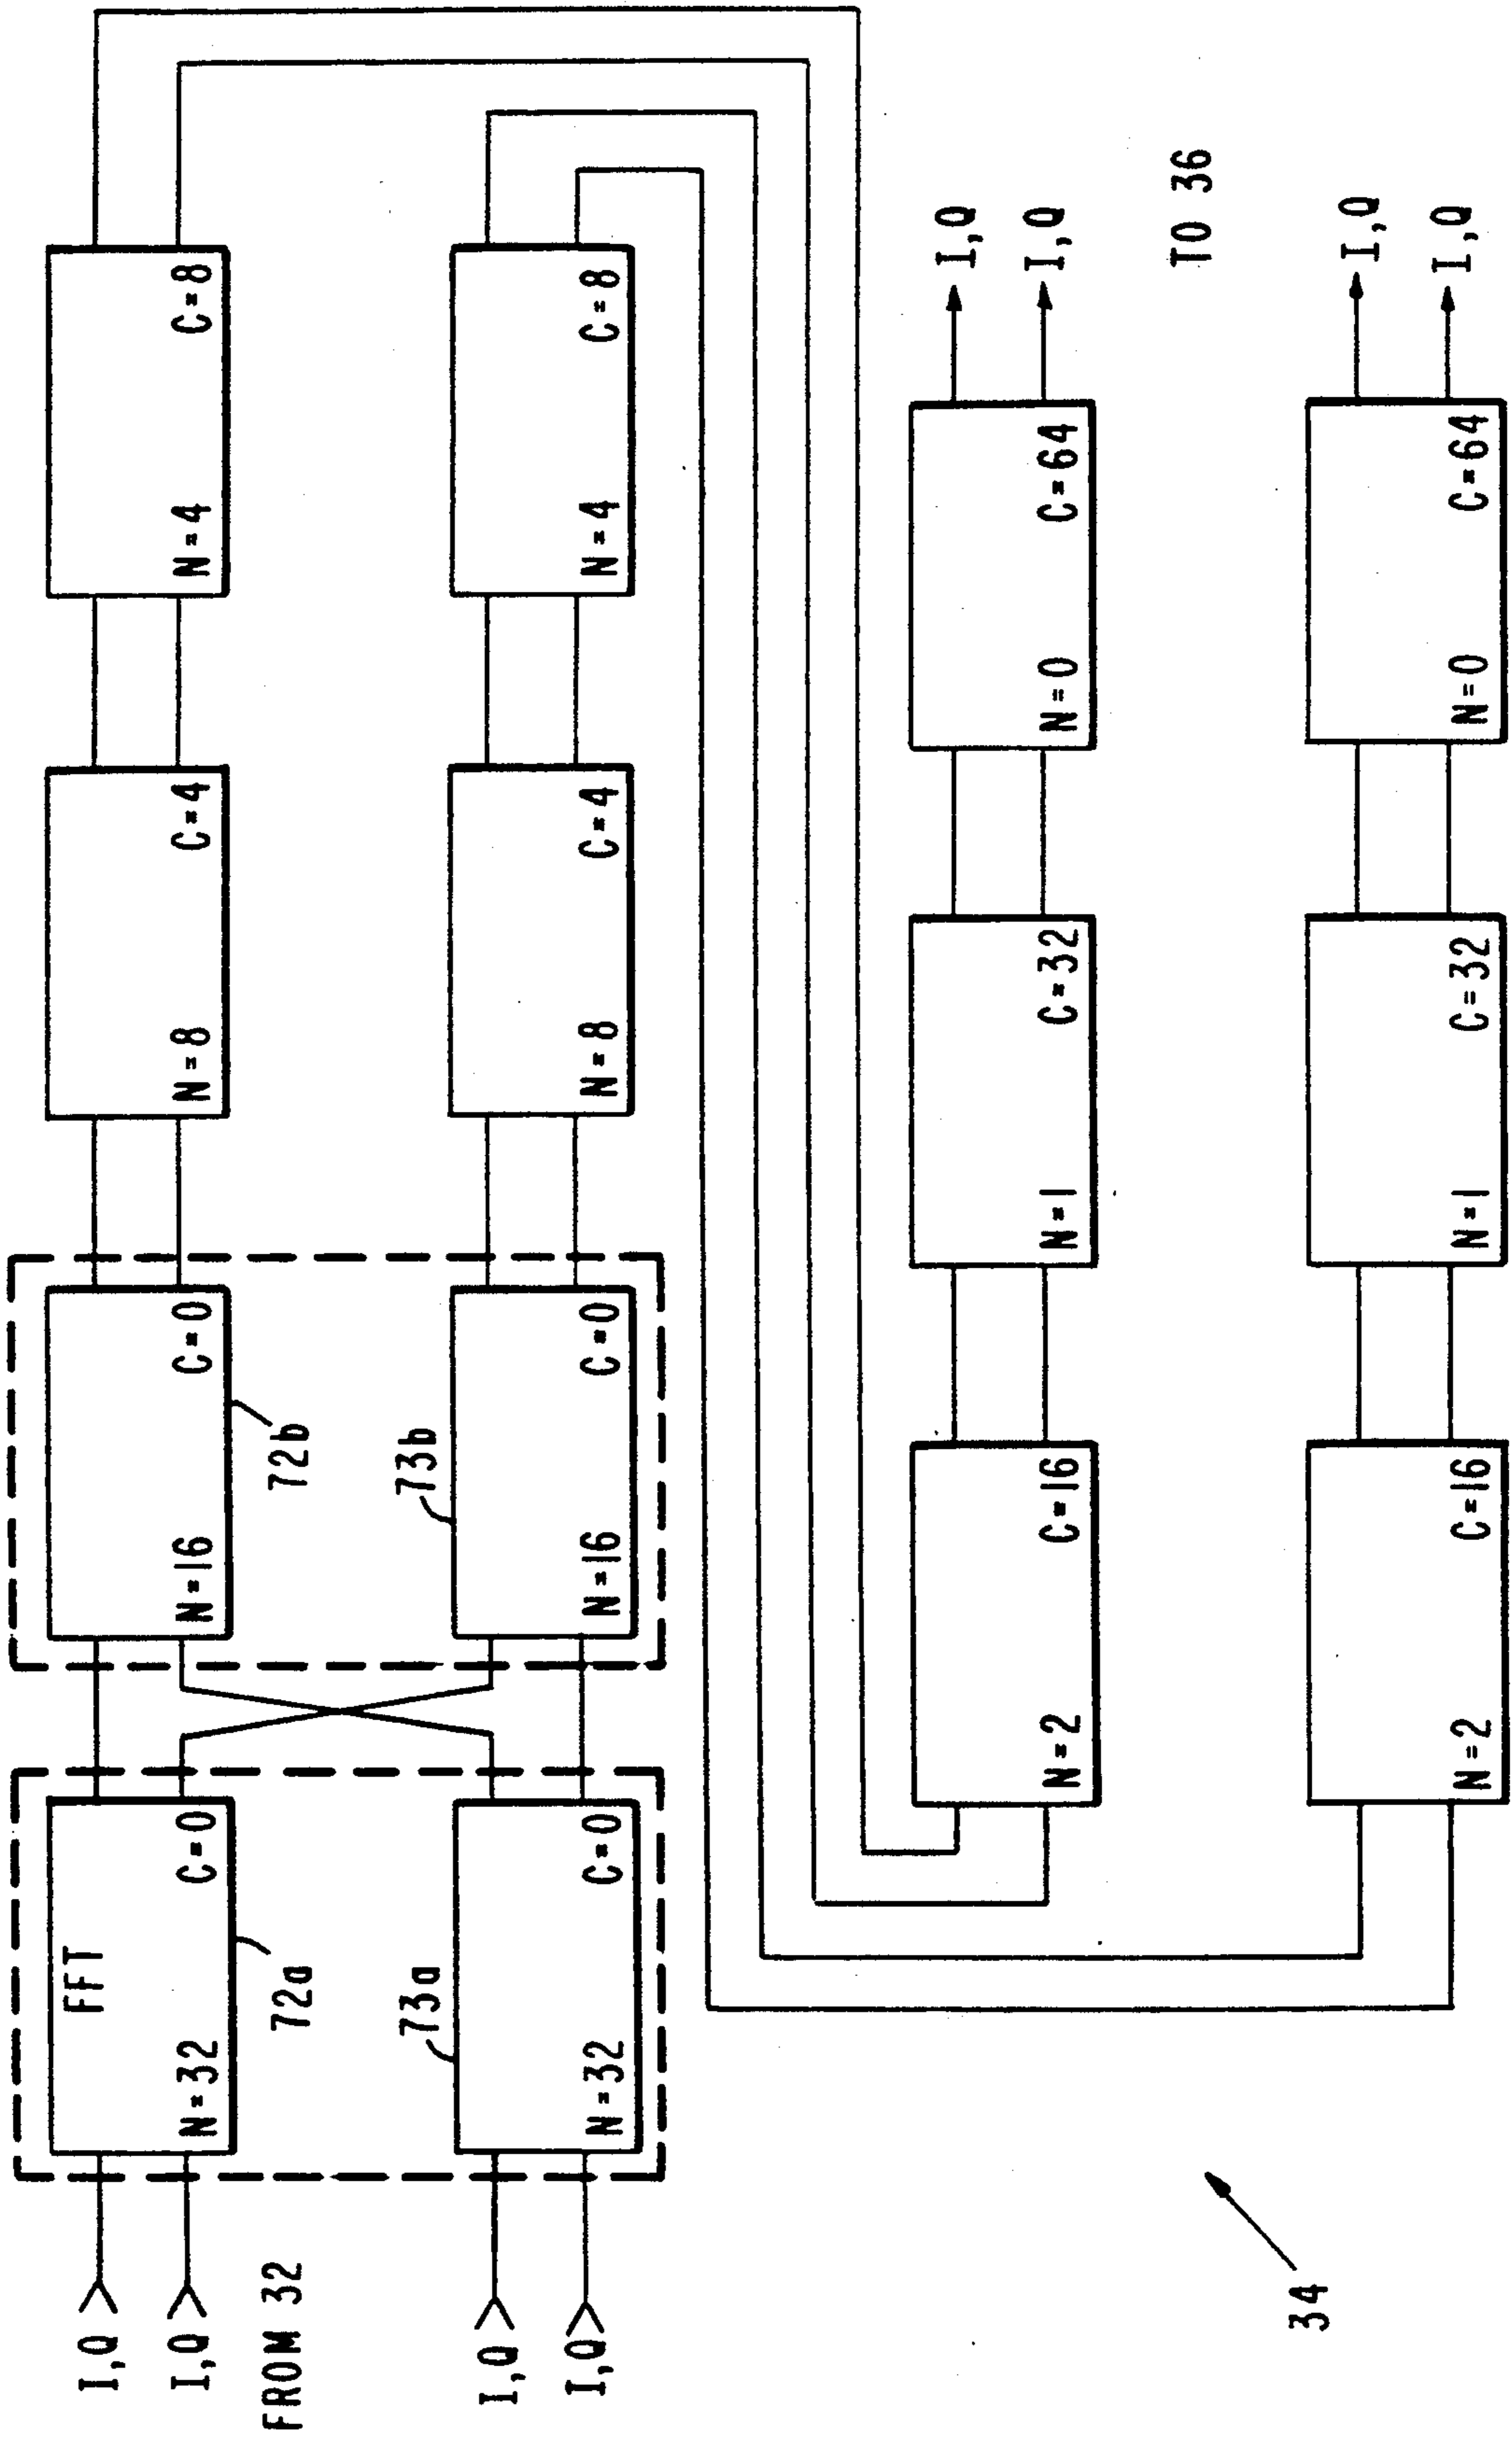 I,Q
I,Q
FROM 32
I,Q
I,Q
FFT
N=32 C=0
72a
73a
N=32 C=0
N=16 C=0
72b
73b
N=16 C=0
N=8 C=4
N=8 C=4
N=4 C=8
N=4 C=8
N=2 C=16
N=2 C=16
N=1 C=32
N=1 C=32
N=0 C=64
N=0 C=64
I,Q
I,Q
TO 36
I,Q
I,Q
34